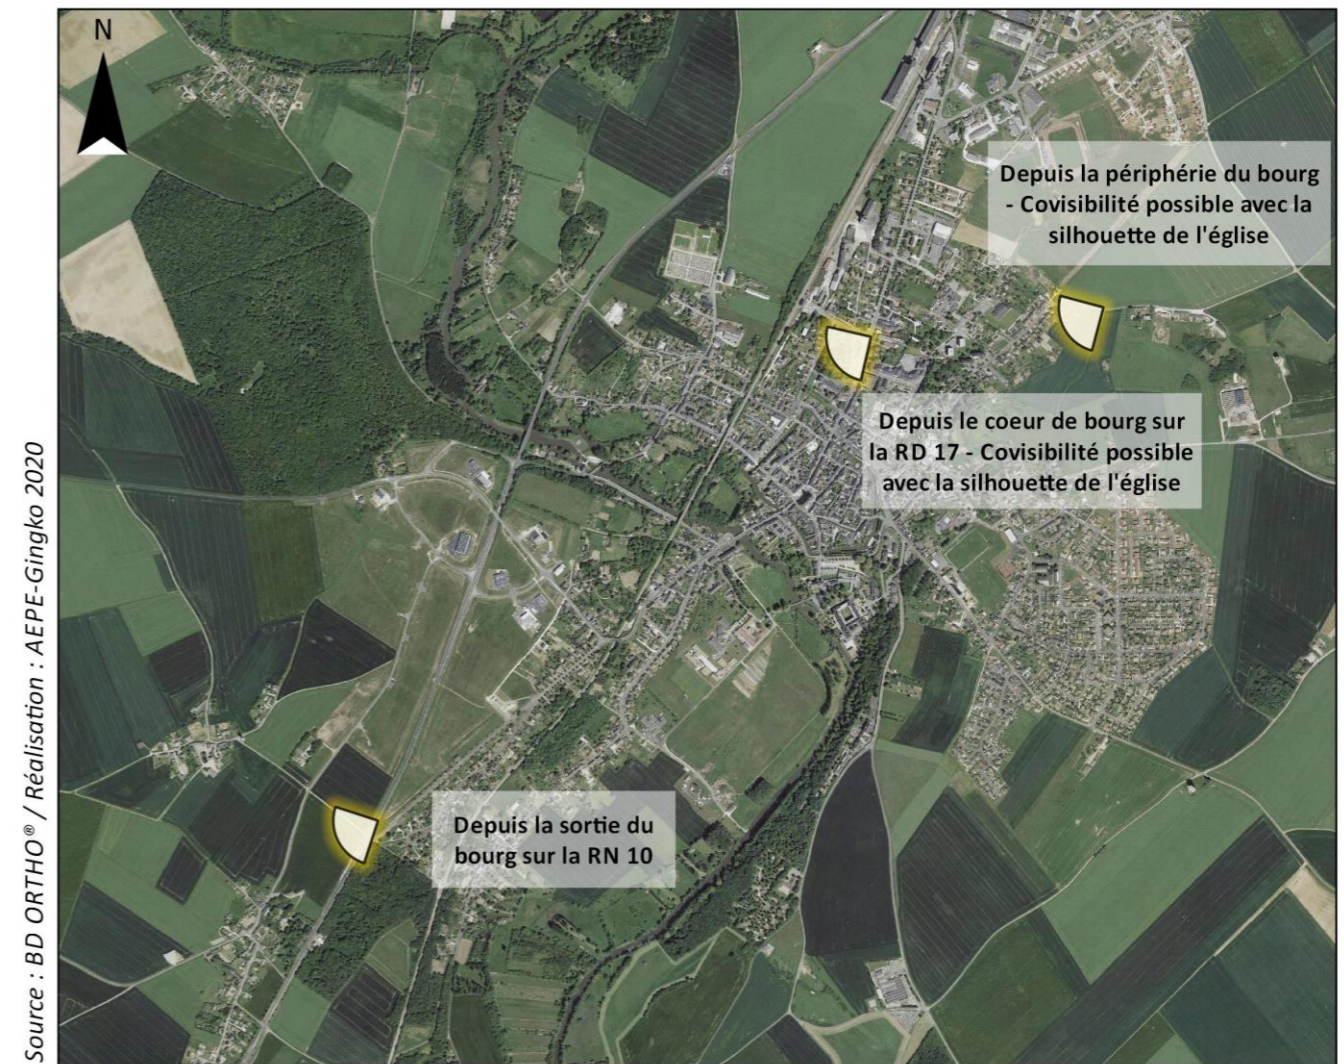 N
Depuis la périphérie du bourg
- Covisibilité possible avec la
silhouette de l'église
Depuis le coeur de bourg sur
la RD 17 - Covisibilité possible
avec la silhouette de l'église
Depuis la sortie du
bourg sur la RN 10
Source : BD ORTHO® / Réalisation : AEPE-Gingko 2020